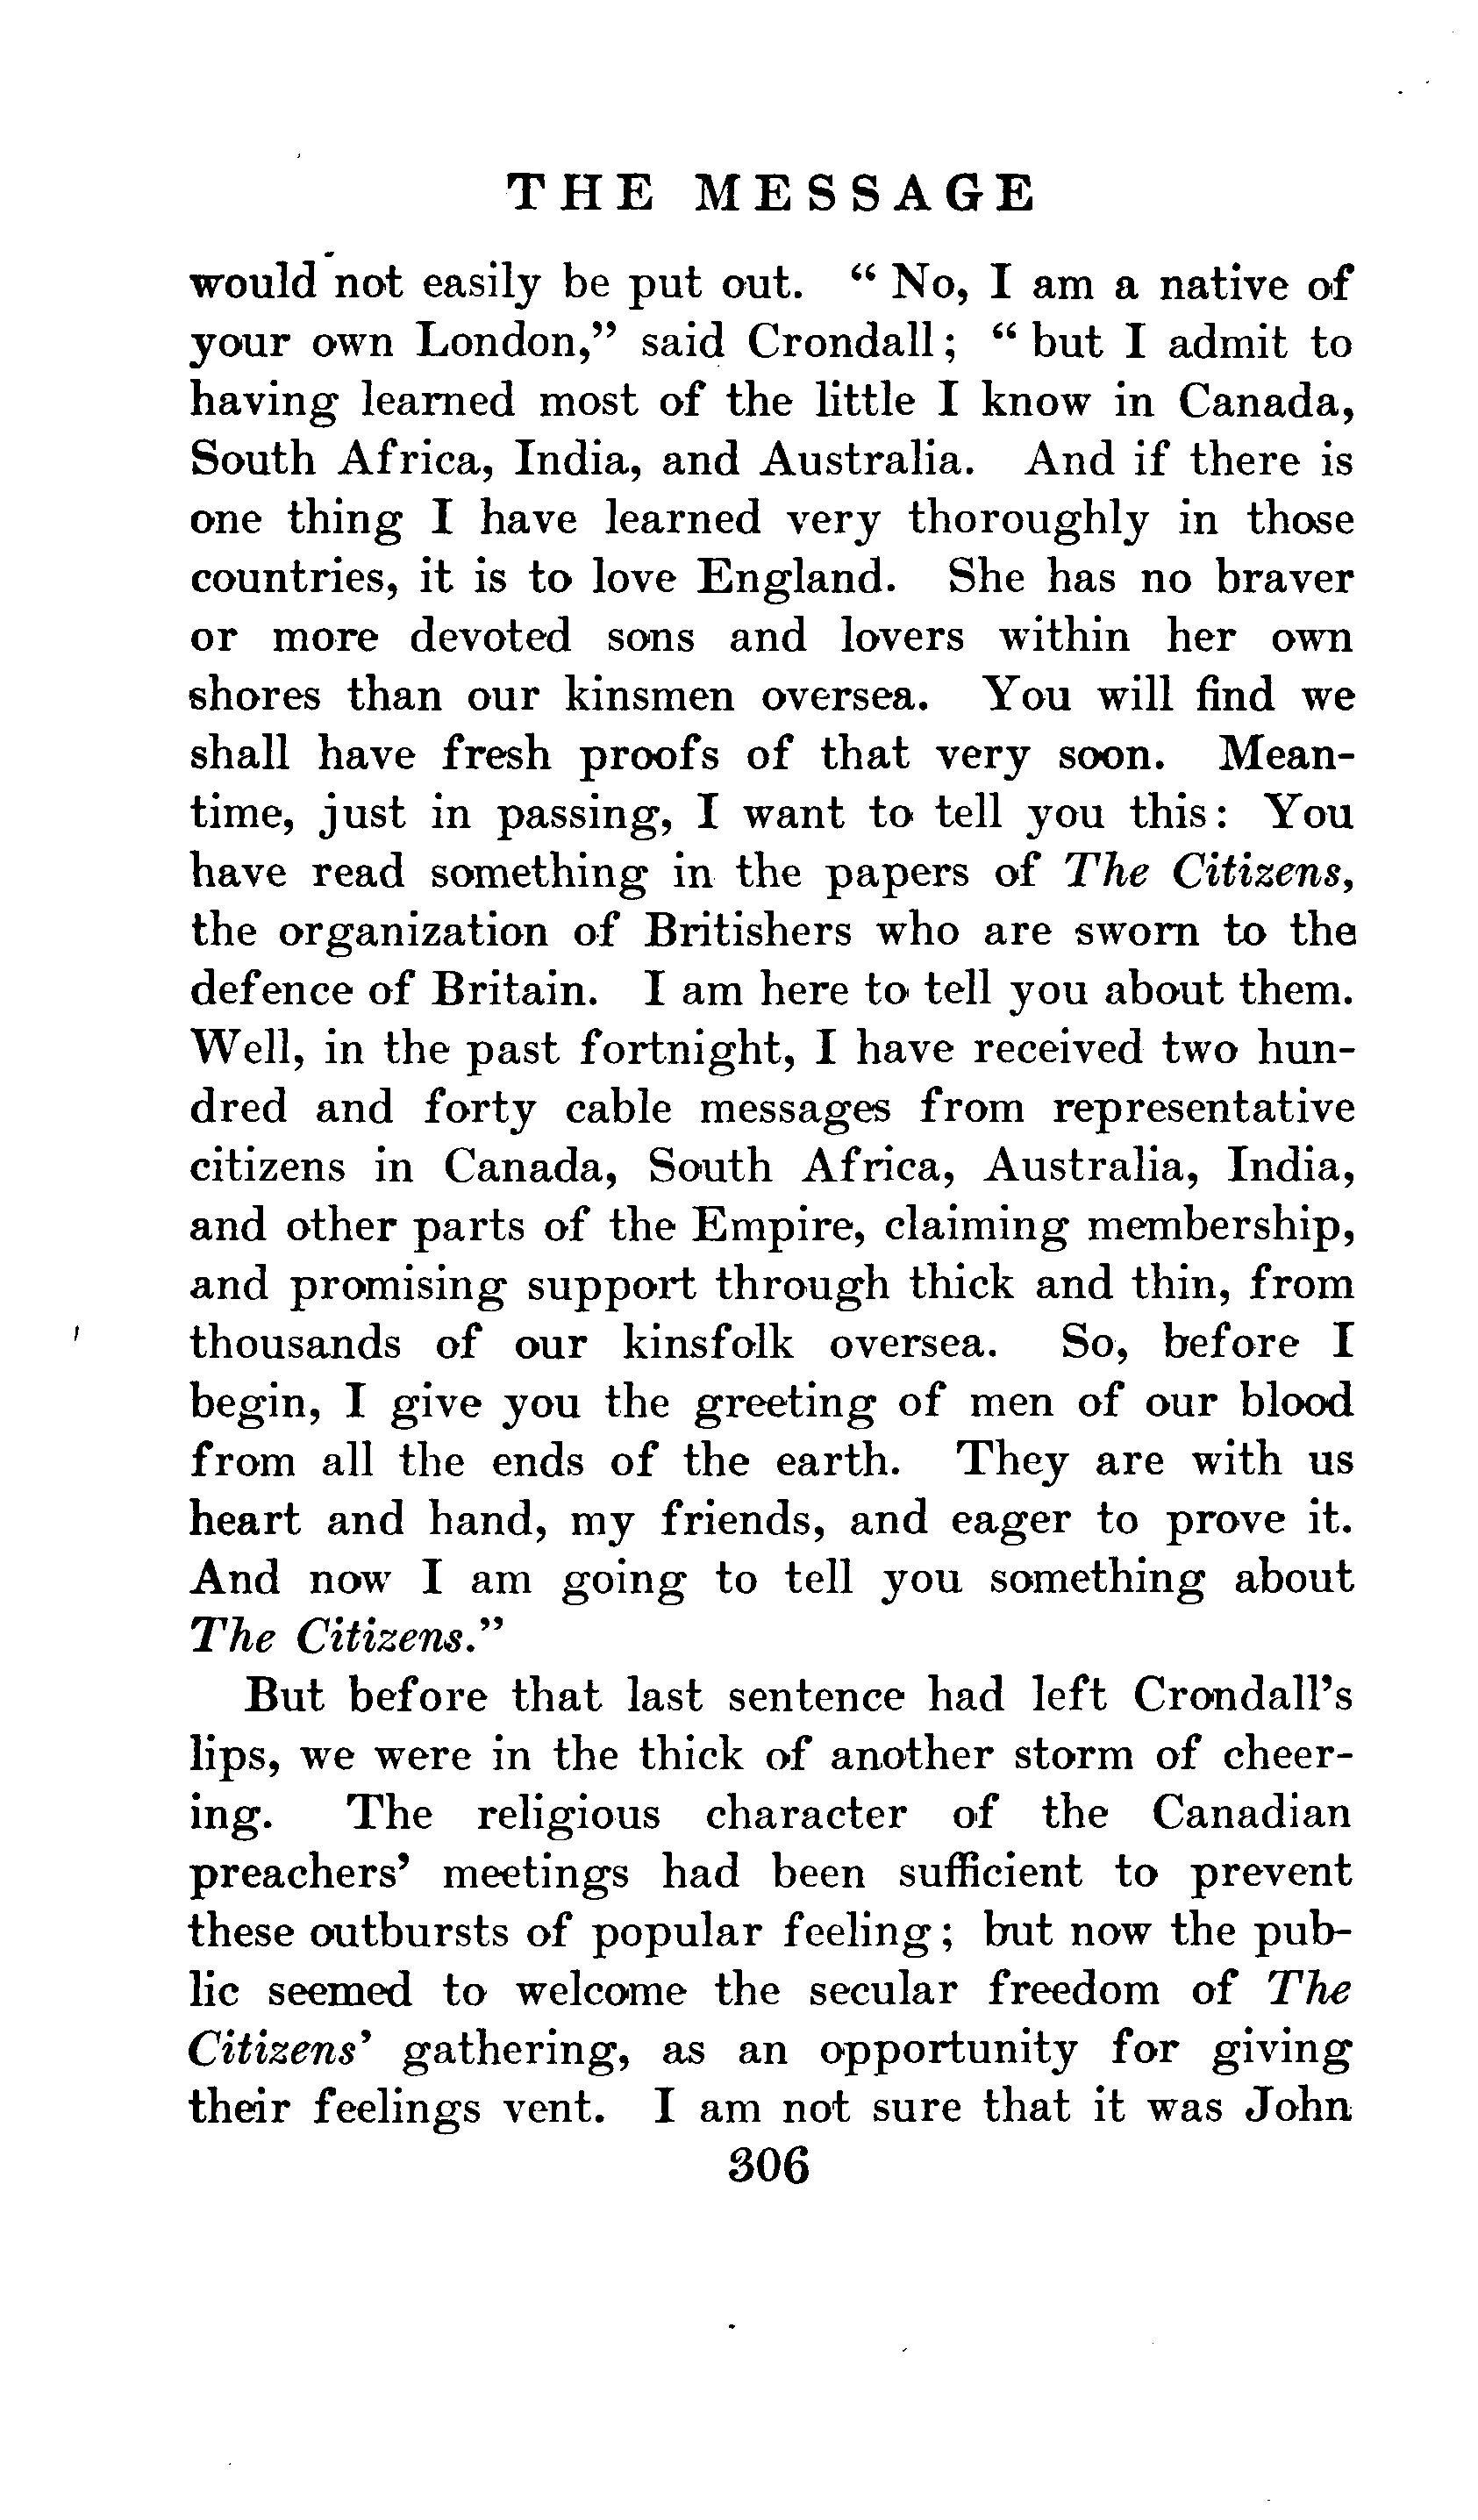 THE MESSAGE
would not easily be put out. " No, I am a native of
your own London," said Crondall; " but I admit to
having learned most of the little I know in Canada,
South Africa, India, and Australia. And if there is
one thing I have learned very thoroughly in those
countries, it is to love England. She has no braver
or more devoted sons and lovers within her own
shores than our kinsmen oversea. You will find we
shall have fresh proofs of that very soon. Mean-
time, just in passing, I want to tell you this: You
have read something in the papers of The Citizens,
the organization of Britishers who are sworn to the
defence of Britain. I am here to tell you about them.
Well, in the past fortnight, I have received two hun-
dred and forty cable messages from representative
citizens in Canada, South Africa, Australia, India,
and other parts of the Empire, claiming membership,
and promising support through thick and thin, from
thousands of our kinsfolk oversea. So, before I
begin, I give you the greeting of men of our blood
from all the ends of the earth. They are with us
heart and hand, my friends, and eager to prove it.
And now I am going to tell you something about
The Citizens."
But before that last sentence had left Crondall's
lips, we were in the thick of another storm of cheer-
ing. The religious character of the Canadian
preachers' meetings had been sufficient to prevent
these outbursts of popular feeling; but now the pub-
lic seemed to welcome the secular freedom of The
Citizens' gathering, as an opportunity for giving
their feelings vent. I am not sure that it was John
306